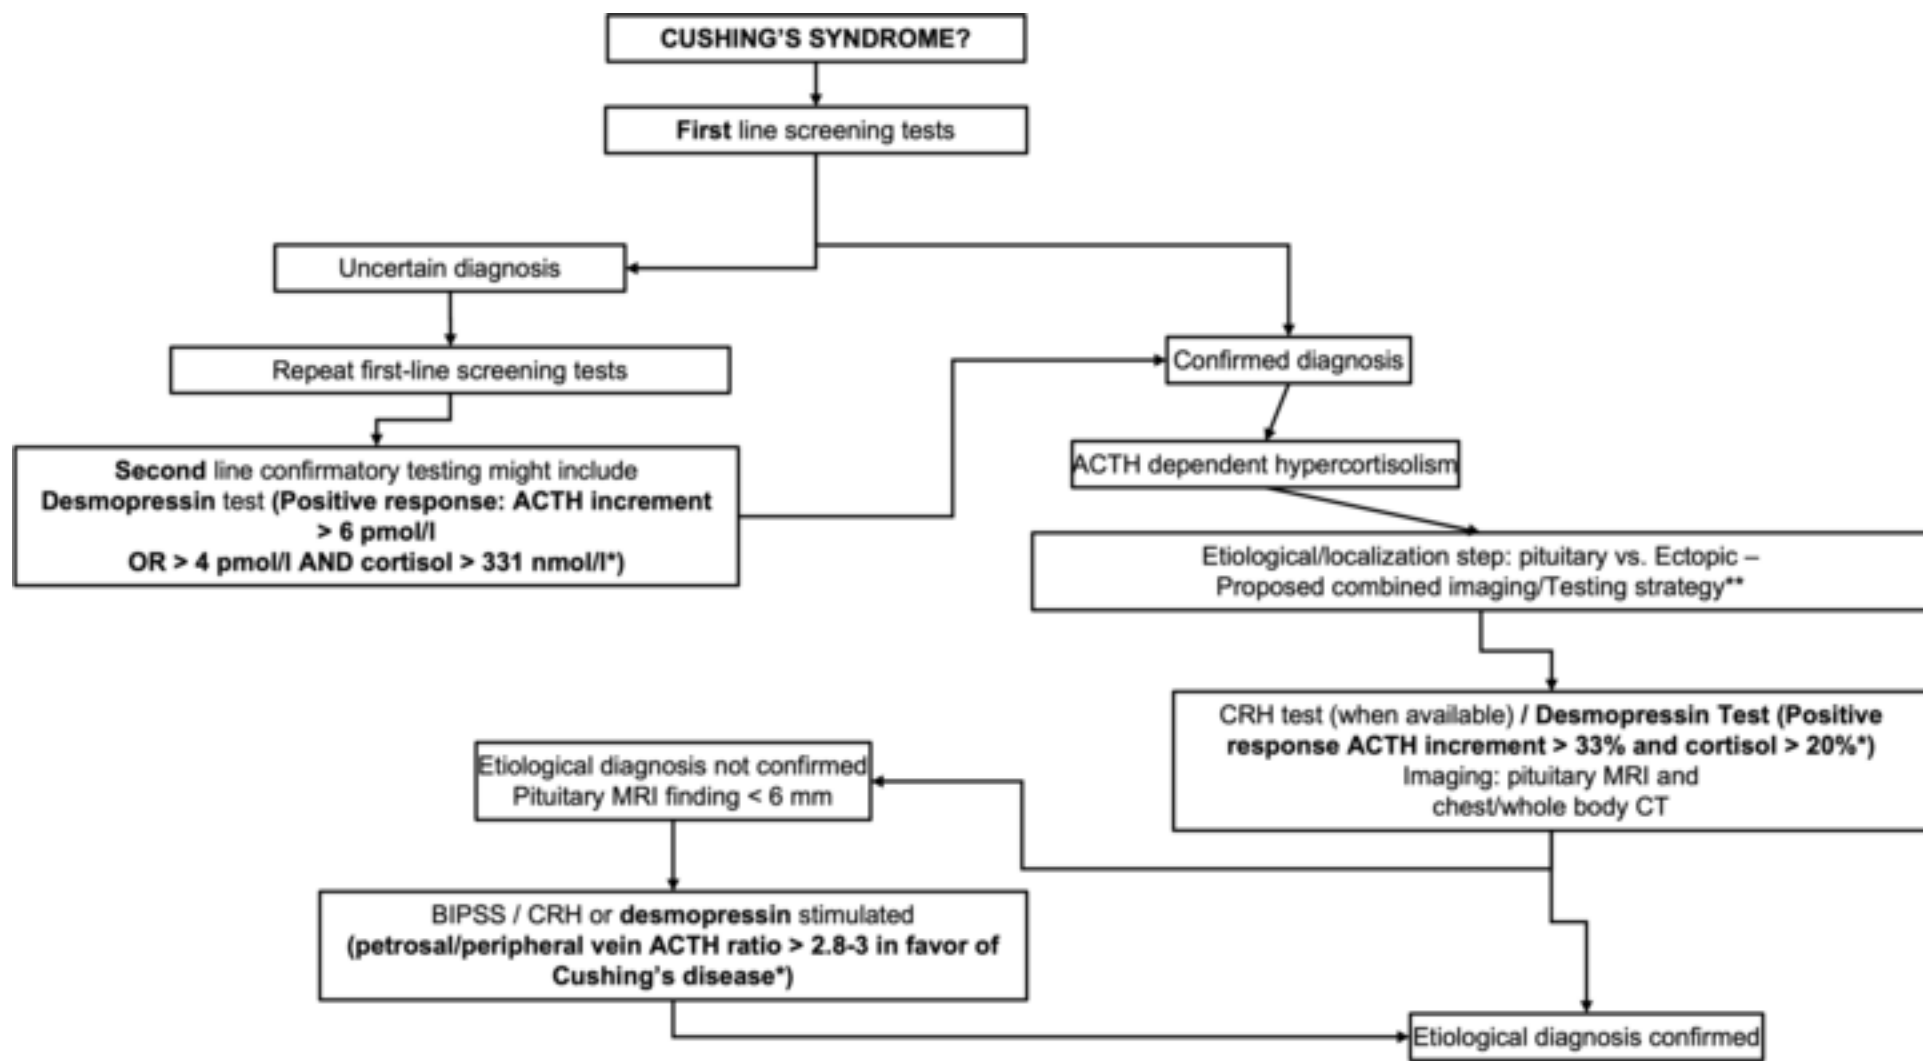 CUSHING'S SYNDROME?
First line screening tests
Uncertain diagnosis
Repeat first-line screening tests
Confirmed diagnosis
Second line confirmatory testing might include
Desmopressin test (Positive response: ACTH increment
> 6 pmol/l
OR > 4 pmol/l AND cortisol > 331 nmol/l*)
ACTH dependent hypercortisolism
Etiological/localization step: pituitary vs. Ectopic –
Proposed combined imaging/Testing strategy**
CRH test (when available) / Desmopressin Test (Positive
response ACTH increment > 33% and cortisol > 20%*)
Imaging: pituitary MRI and
chest/whole body CT
Etiological diagnosis not confirmed
Pituitary MRI finding < 6 mm
BIPSS / CRH or desmopressin stimulated
(petrosal/peripheral vein ACTH ratio > 2.8-3 in favor of
Cushing's disease*)
Etiological diagnosis confirmed